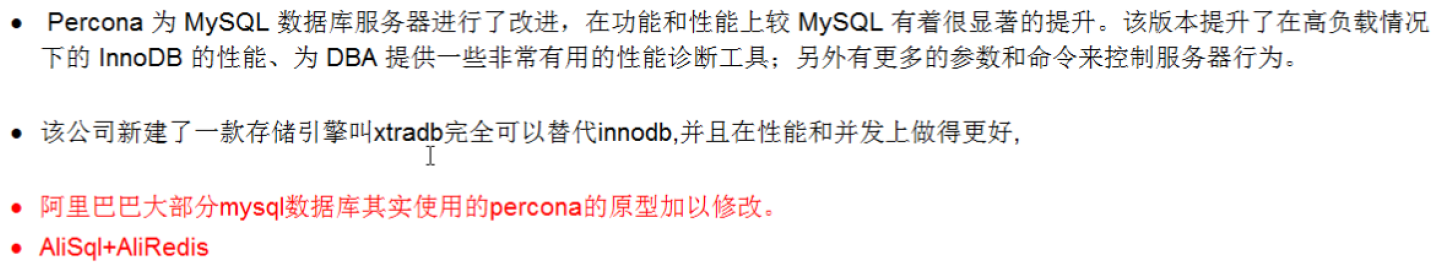 ● Percona 为 MySQL 数据库服务器进行了改进，在功能和性能上较 MySQL 有着很显著的提升。该版本提升了在高负载情况
下的 InnoDB 的性能、为 DBA 提供一些非常有用的性能诊断工具；另外有更多的参数和命令来控制服务器行为。
● 该公司新建了一款存储引擎叫xtradb完全可以替代innodb,并且在性能和并发上做得更好,
● 阿里巴巴大部分mysql数据库其实使用的percona的原型加以修改。
● AliSql+AliRedis